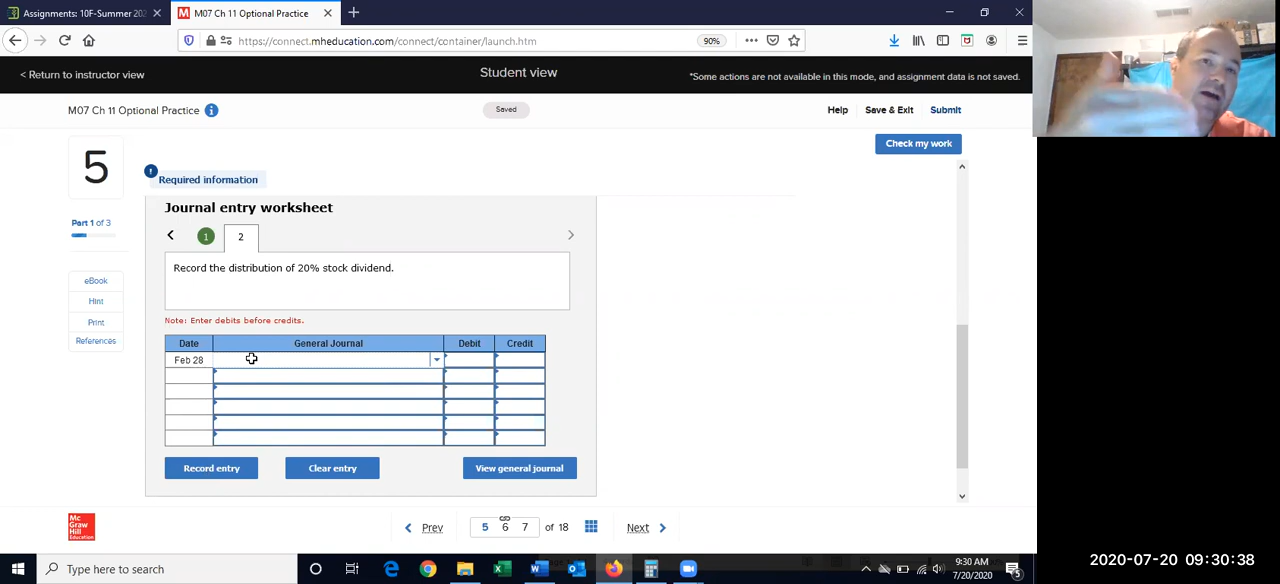 Assignments: 10F-Summer 202
M07 Ch 11 Optional Practice
https://connect.mheducation.com/connect/container/launch.htm
90%
< Return to instructor view
Student view
*Some actions are not available in this mode, and assignment data is not saved.
M07 Ch 11 Optional Practice
Saved
Help
Save & Exit
Submit
Check my work
5
Required information
Part 1 of 3
eBook
Hint
Print
References
Journal entry worksheet
1
2
Record the distribution of 20% stock dividend.
Note: Enter debits before credits.
Date
General Journal
Debit
Credit
Feb 28
Record entry
Clear entry
View general journal
Mc
Graw
Hill
Education
Prev
5
6
7
of 18
Next
Type here to search
9:30 AM
7/20/2020
5
2020-07-20 09:30:38